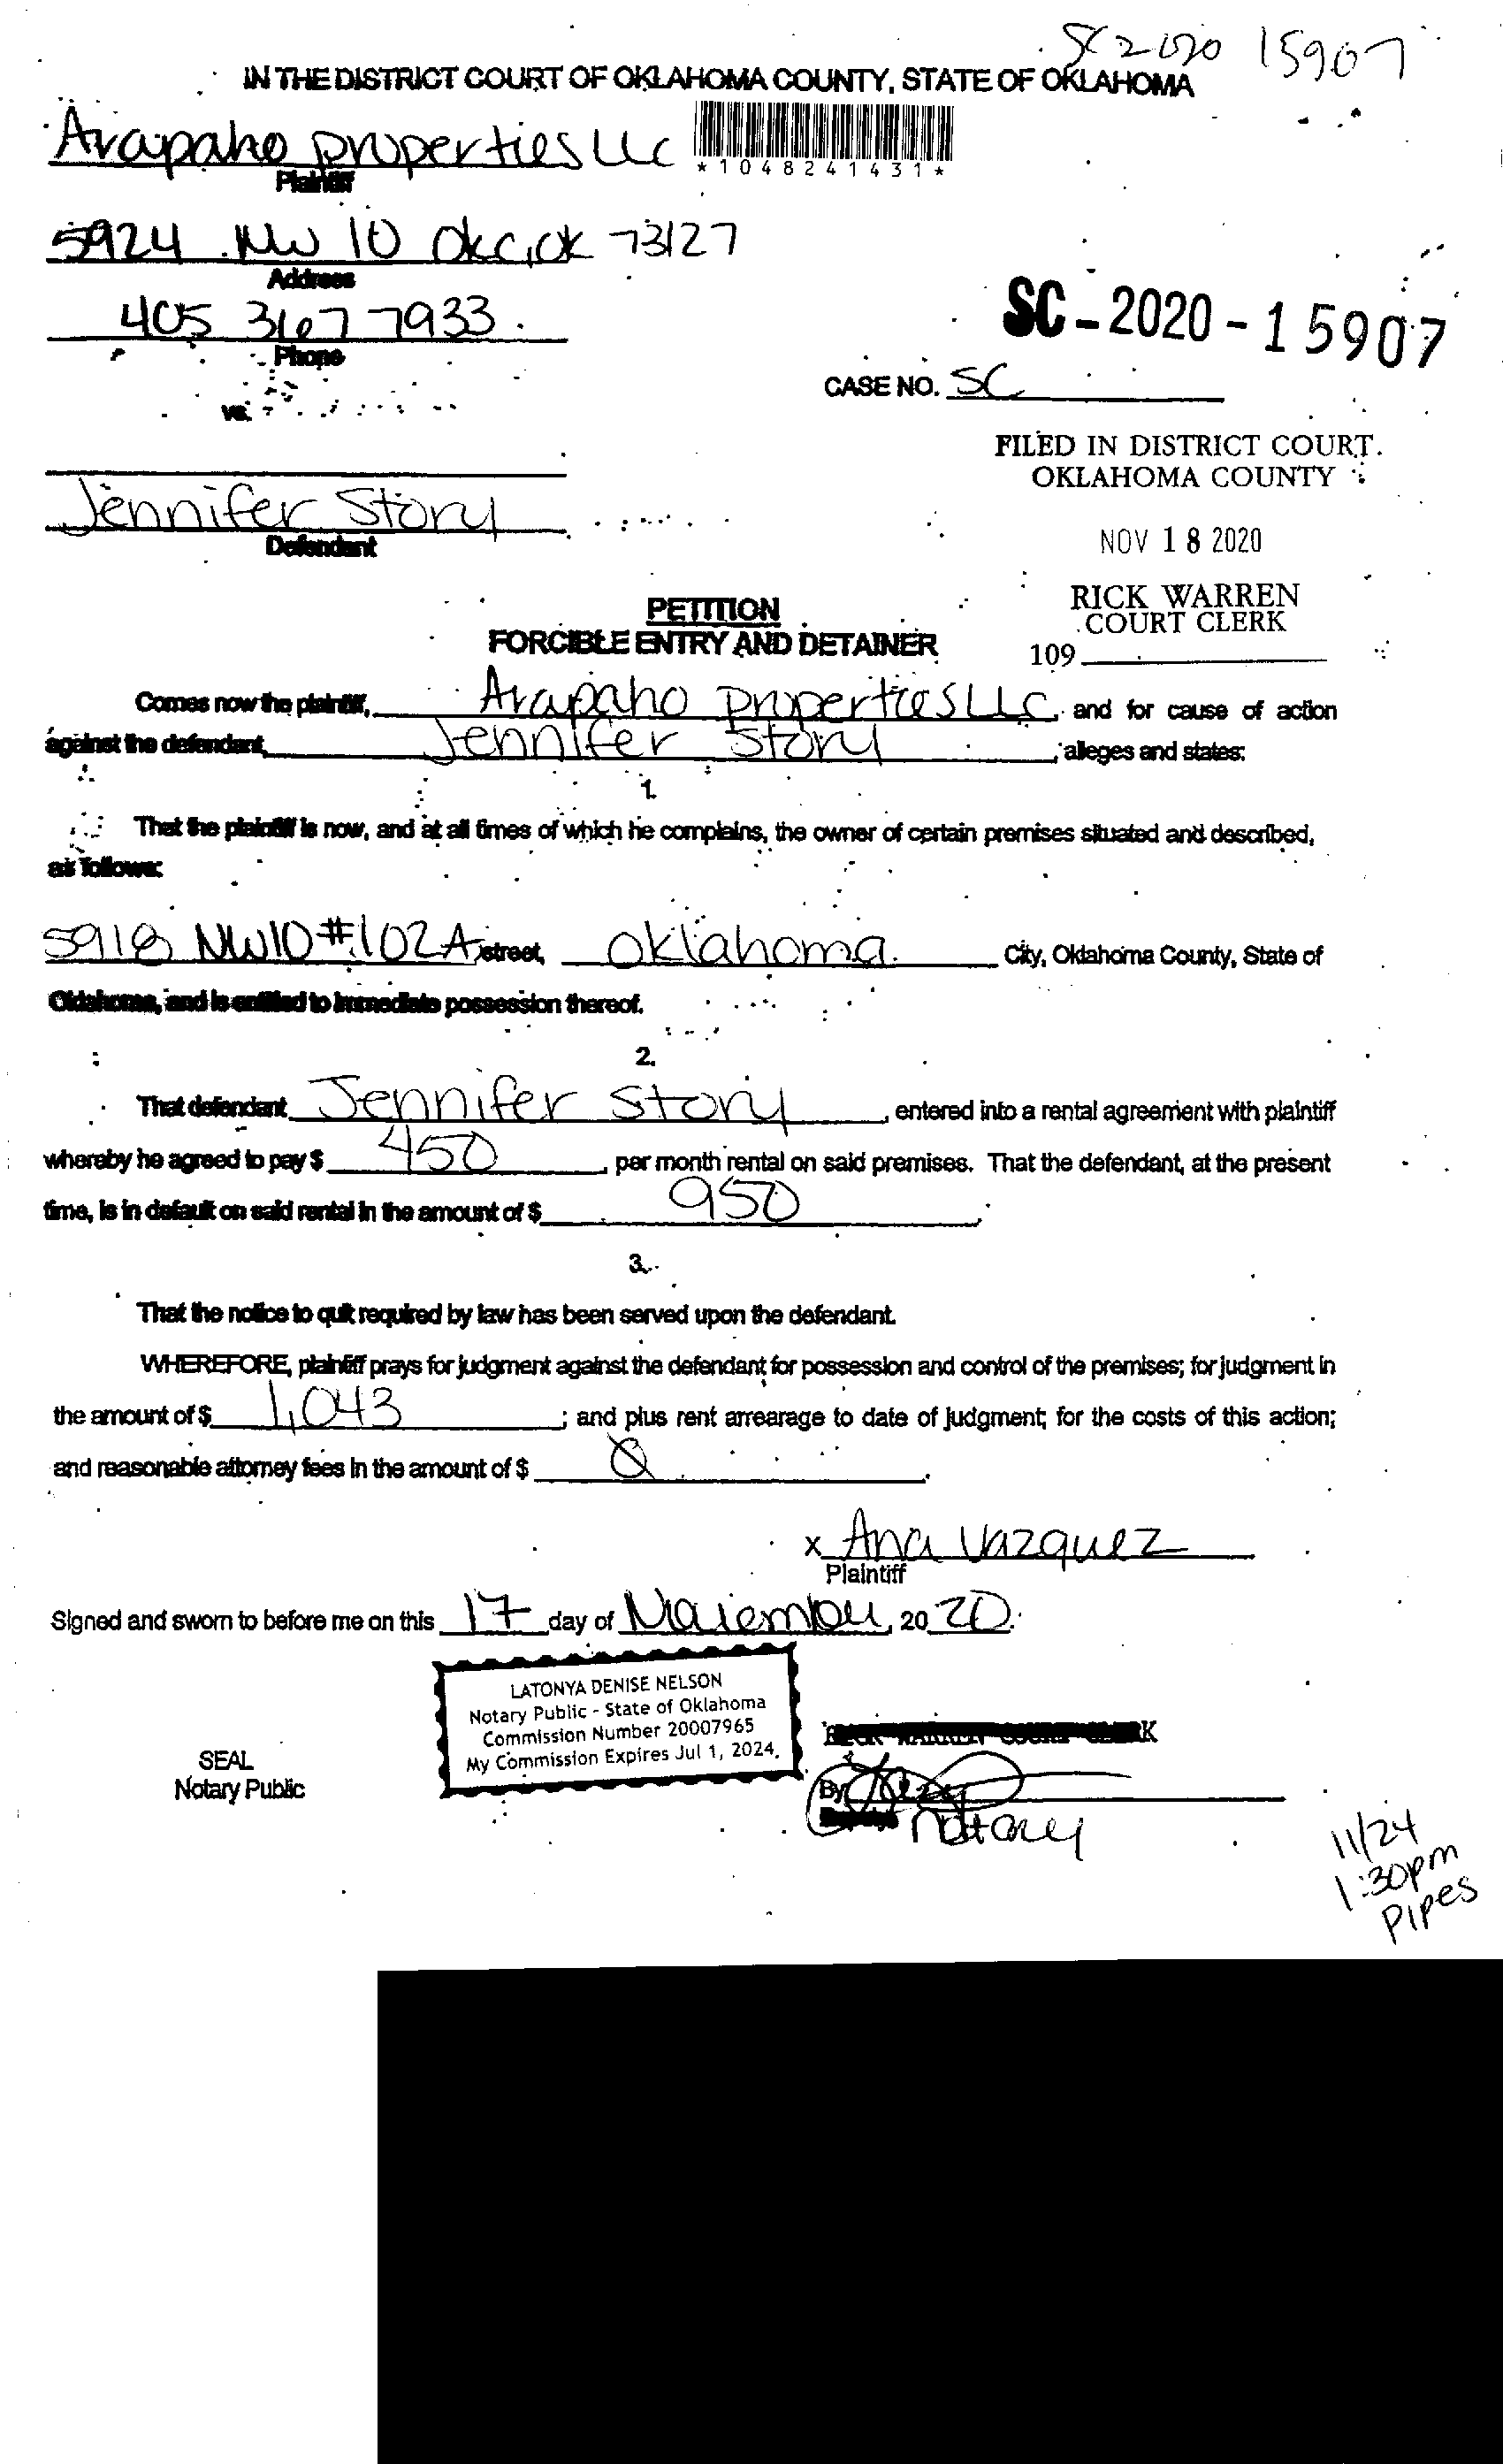 SC 2020 15907
IN THE DISTRICT COURT OF OKLAHOMA COUNTY, STATE OF OKLAHOMA
Arapaho properties LLC
*1048241431*
Plaintiff
5924 NW 10 OKC, OK 73127
Address
405 367 7933
Phone
SC-2020-15907
CASE NO. SC
vs.
FILED IN DISTRICT COURT
OKLAHOMA COUNTY
Jennifer Story
Defendant
NOV 18 2020
RICK WARREN
COURT CLERK
109
PETITION
FORCIBLE ENTRY AND DETAINER
Comes now the plaintiff, Arapaho properties LLC, and for cause of action
against the defendant, Jennifer Story, alleges and states:
1.
That the plaintiff is now, and at all times of which he complains, the owner of certain premises situated and described,
as follows:
5918 NW10 #102A street, Oklahoma City, Oklahoma County, State of
Oklahoma, and is entitled to immediate possession thereof.
2.
That defendant Jennifer Story, entered into a rental agreement with plaintiff
whereby he agreed to pay $ 450, per month rental on said premises. That the defendant, at the present
time, is in default on said rental in the amount of $ 950.
3.
That the notice to quit required by law has been served upon the defendant.
WHEREFORE, plaintiff prays for judgment against the defendant for possession and control of the premises; for judgment in
the amount of $ 1,043; and plus rent arrearage to date of judgment; for the costs of this action;
and reasonable attorney fees in the amount of $
x Ana Vazquez
Plaintiff
Signed and sworn to before me on this 17 day of November, 2020.
LATONYA DENISE NELSON
Notary Public - State of Oklahoma
Commission Number 20007965
My Commission Expires Jul 1, 2024
SEAL
Notary Public
By
notary
11/24
1:30pm
Pipes